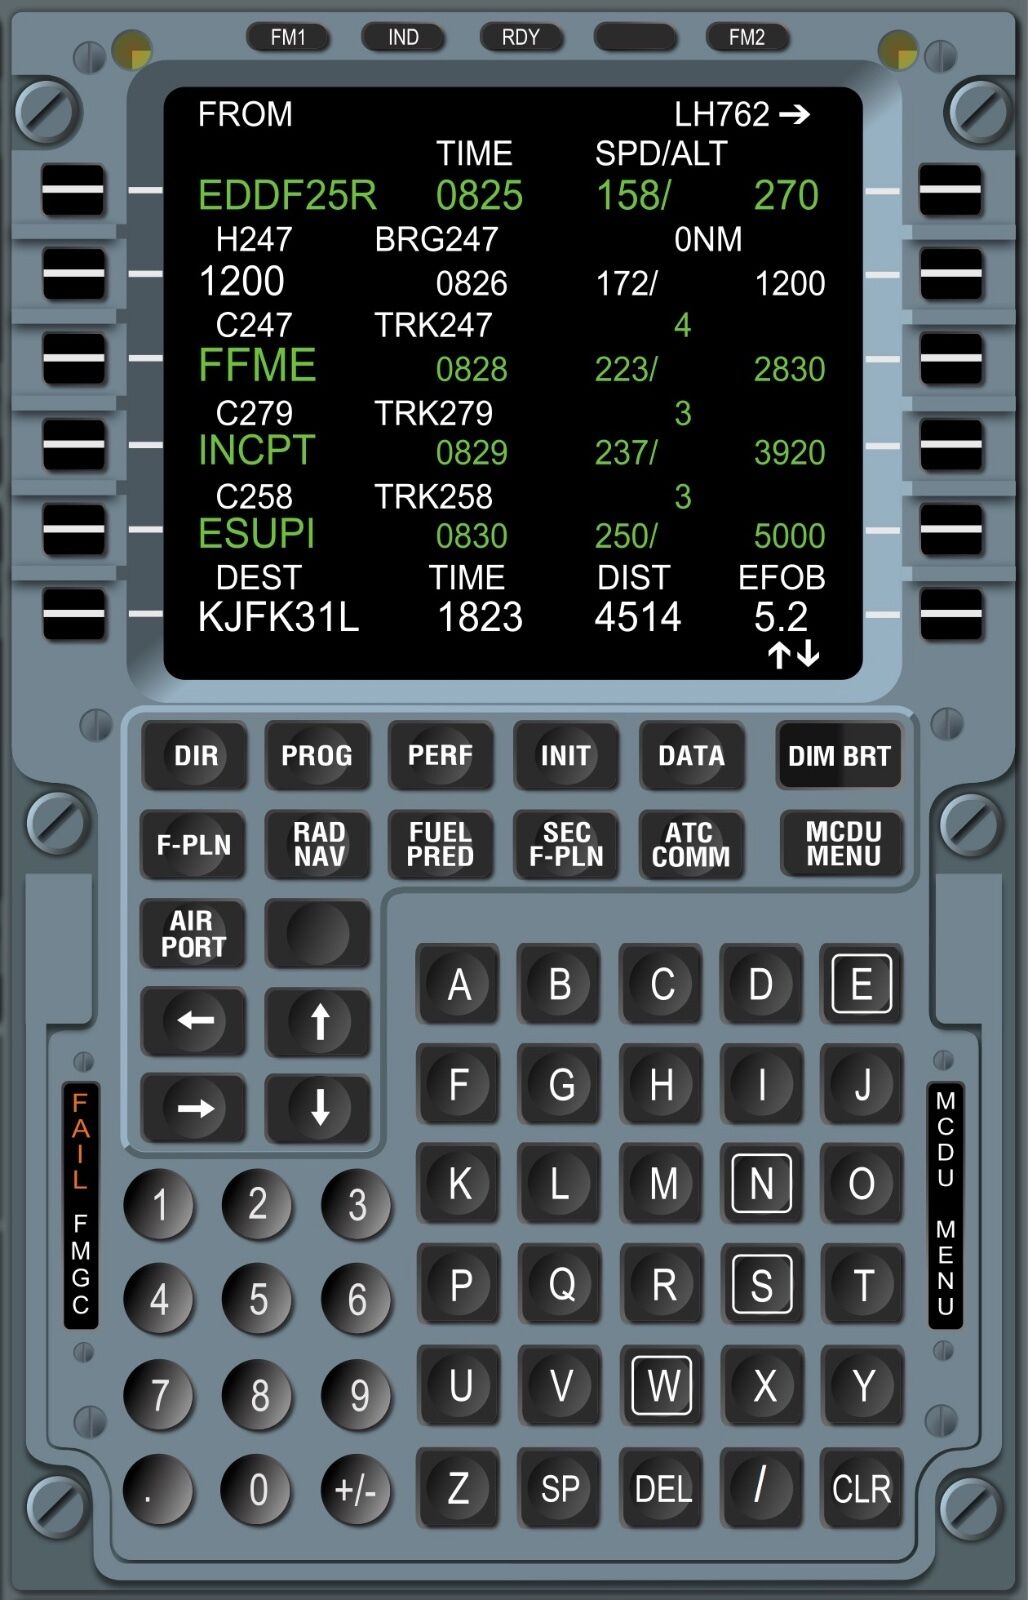 FM1 IND RDY FM2
FROM LH762 →
TIME SPD/ALT
EDDF25R 0825 158/ 270
H247 BRG247 0NM
1200 0826 172/ 1200
C247 TRK247 4
FFME 0828 223/ 2830
C279 TRK279 3
INCPT 0829 237/ 3920
C258 TRK258 3
ESUPI 0830 250/ 5000
DEST TIME DIST EFOB
KJFK31L 1823 4514 5.2
↑↓
DIR PROG PERF INIT DATA DIM BRT
F-PLN RAD NAV FUEL PRED SEC F-PLN ATC COMM MCDU MENU
AIR PORT
← ↑
→ ↓
A B C D E
F G H I J
K L M N O
P Q R S T
U V W X Y
Z SP DEL / CLR
1 2 3
4 5 6
7 8 9
. 0 +/-
FAIL FMGC
MCDU MENU